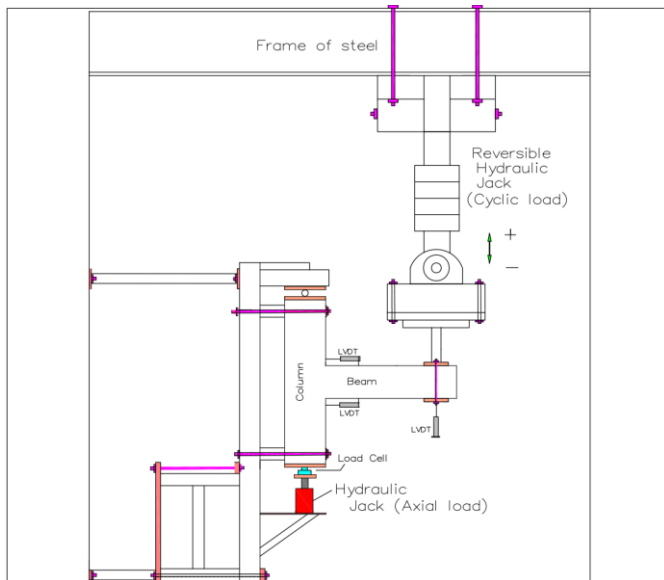 Frame of steel
Reversible
Hydraulic
Jack
(Cyclic load)
+
−
LVDT
Column
Beam
LVDT
LVDT
Load Cell
Hydraulic
Jack (Axial load)